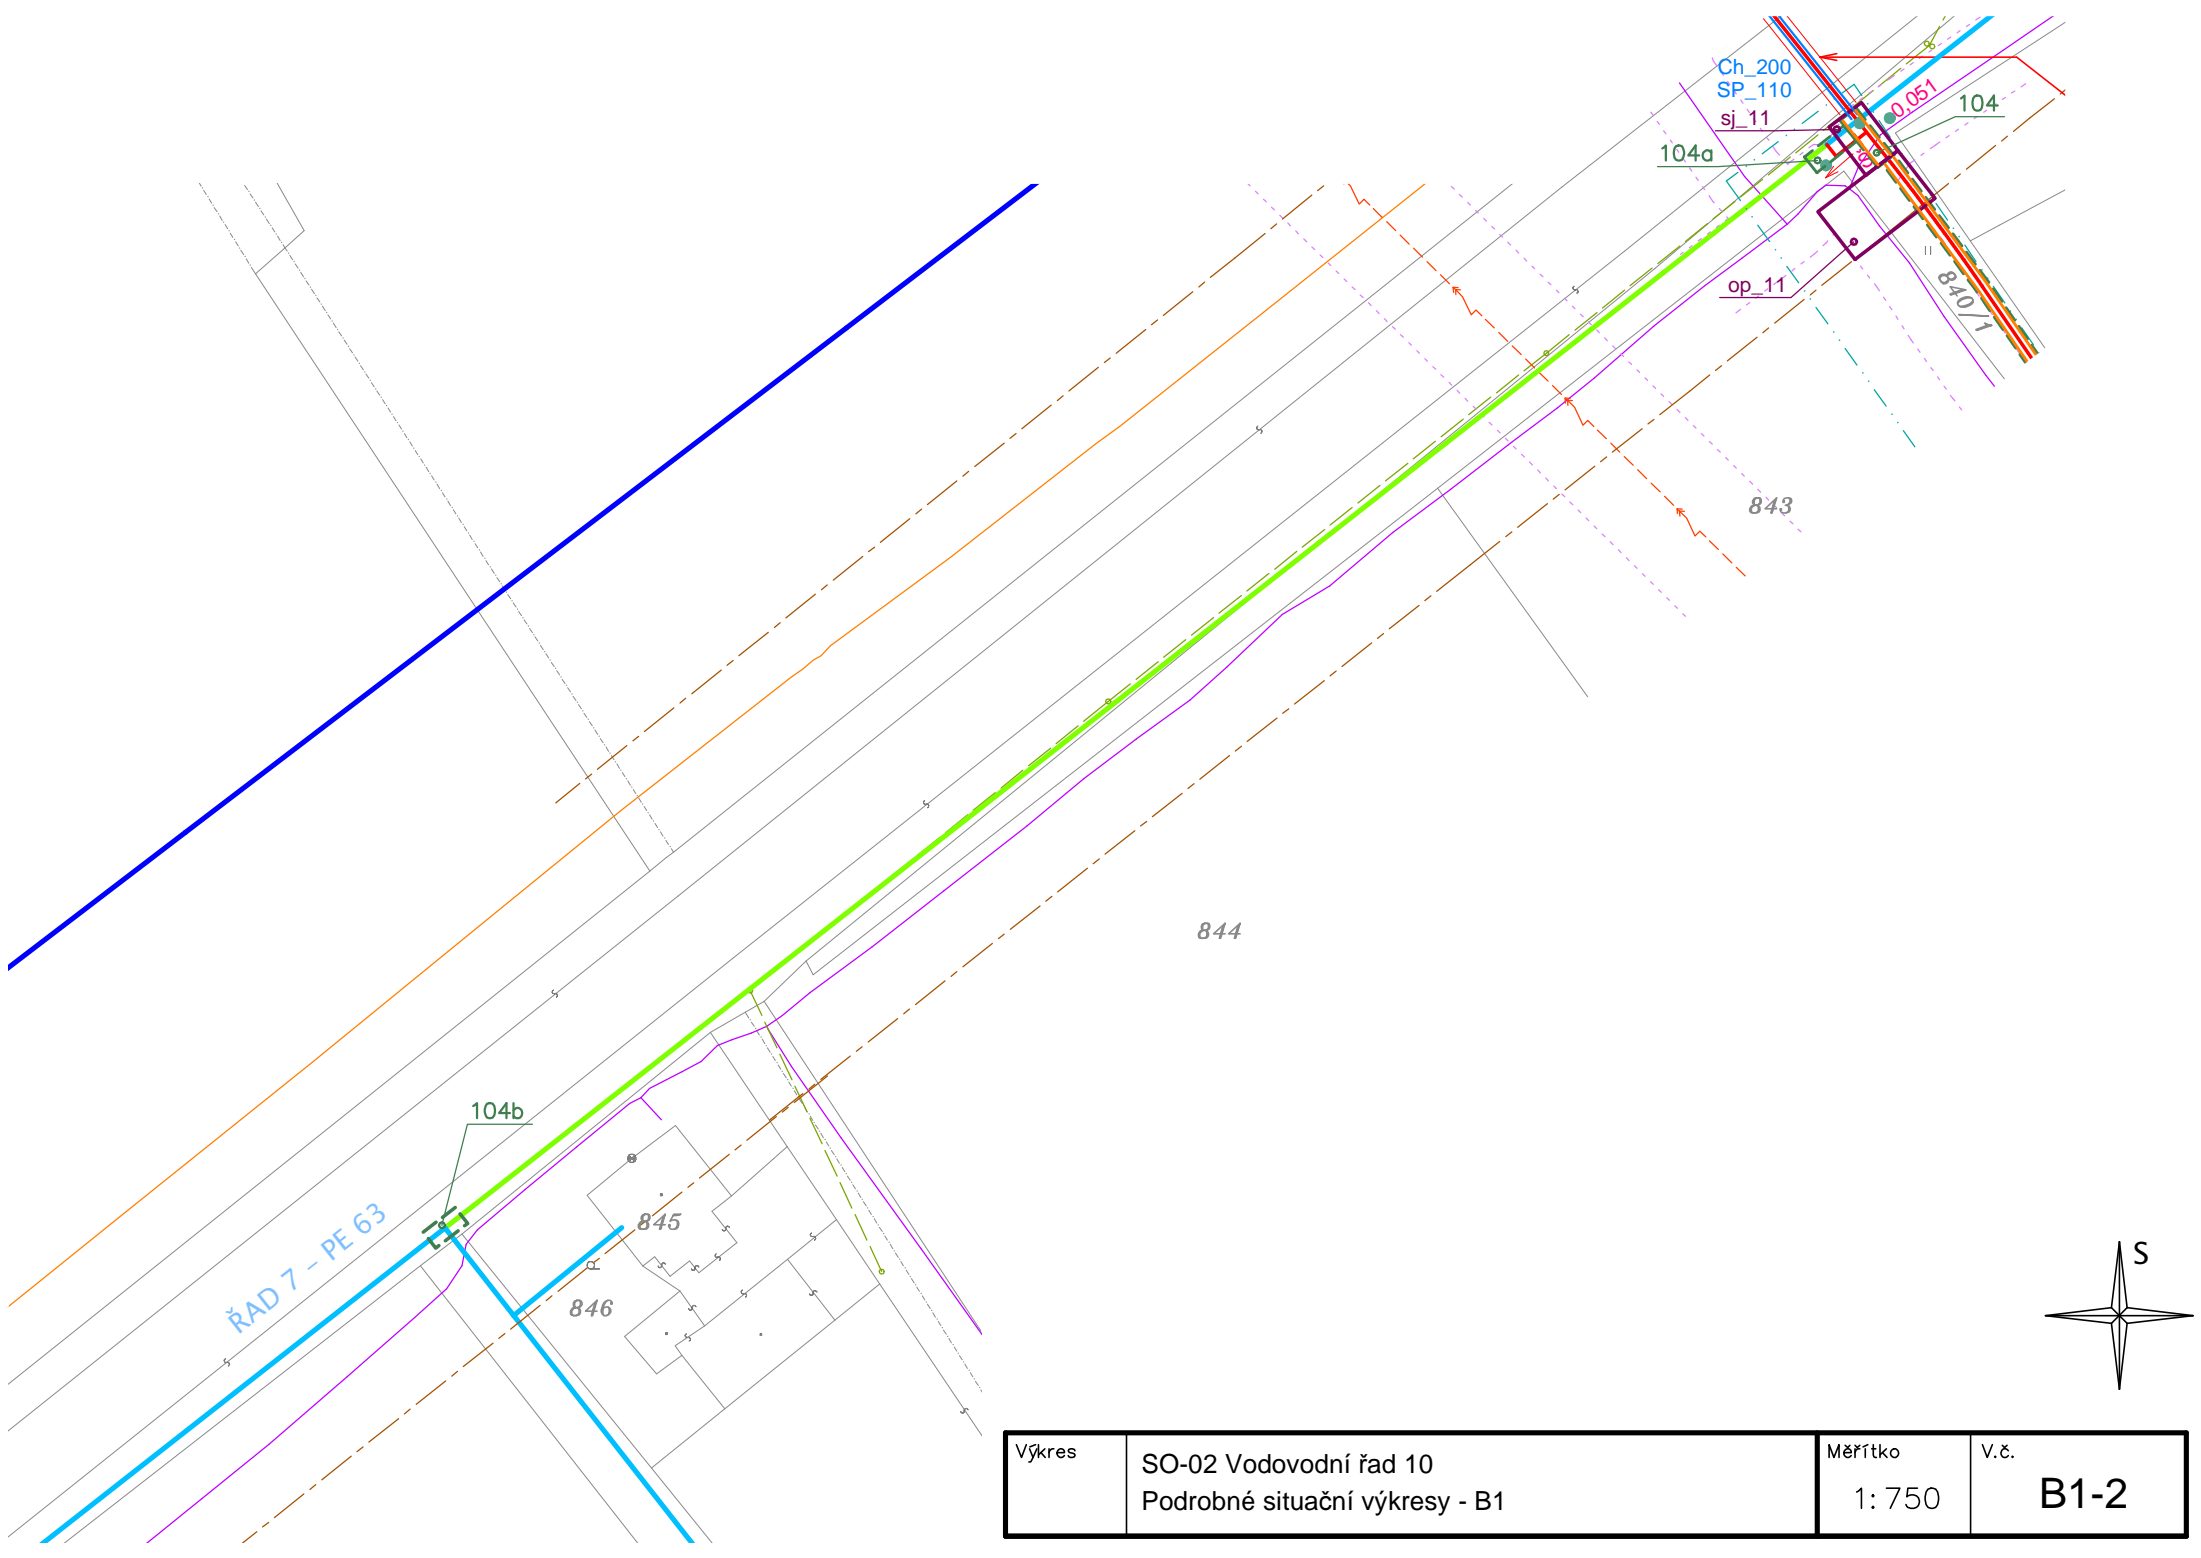 Ch_200
SP_110
sj_11
104a
0,051
104
op_11
840/1
843
844
104b
ŘAD 7 – PE 63
845
846
S
Výkres
SO-02 Vodovodní řad 10
Podrobné situační výkresy - B1
Měřítko
1:750
V.č.
B1-2